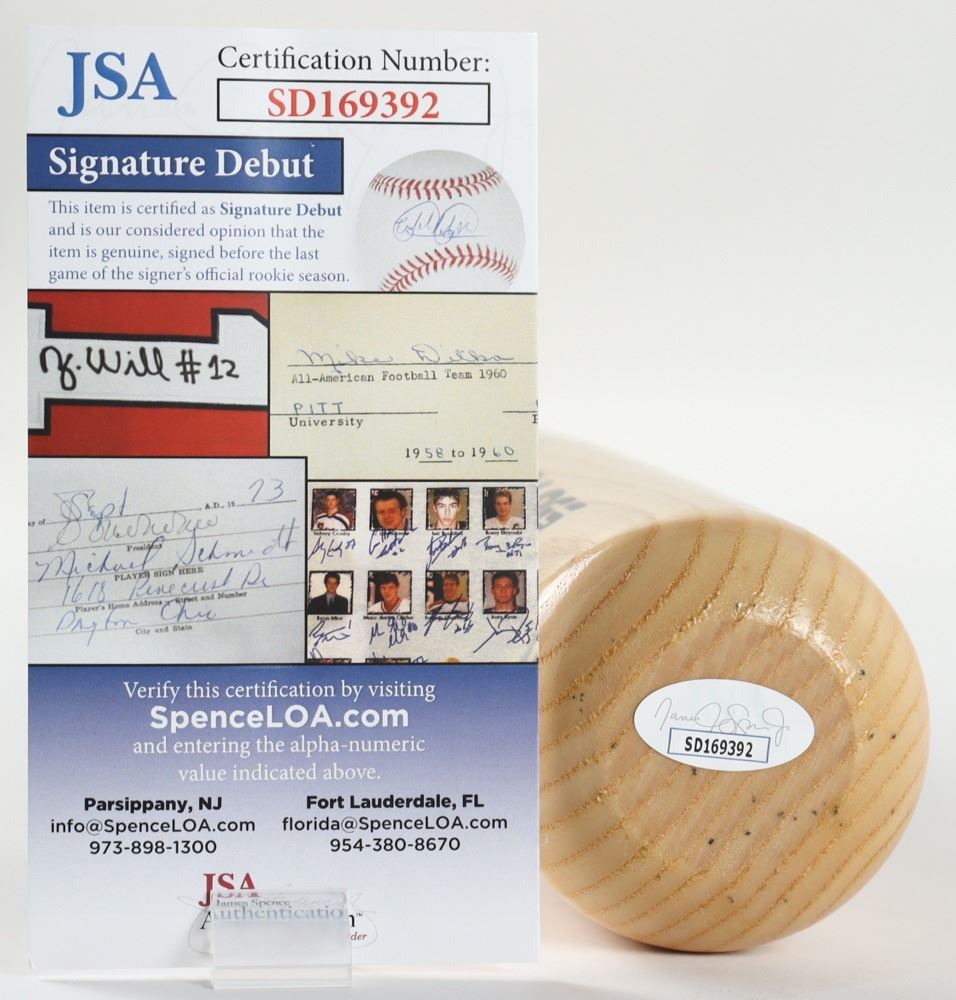 JSA
Certification Number:
SD169392
Signature Debut
This item is certified as Signature Debut
and is our considered opinion that the
item is genuine, signed before the last
game of the signer's official rookie season.
Y. Will #12
All-American Football Team 1960
PITT
University
1958 to 1960
Sept A.D., 19 73
President
Michael Schmidt
PLAYER SIGN HERE
1618
Player's Home Address Street and Number
Dayton Ohio
City and State
Verify this certification by visiting
SpenceLOA.com
and entering the alpha-numeric
value indicated above.
Parsippany, NJ
info@SpenceLOA.com
973-898-1300
Fort Lauderdale, FL
florida@SpenceLOA.com
954-380-8670
JSA
James Spence
Authentication
SD169392